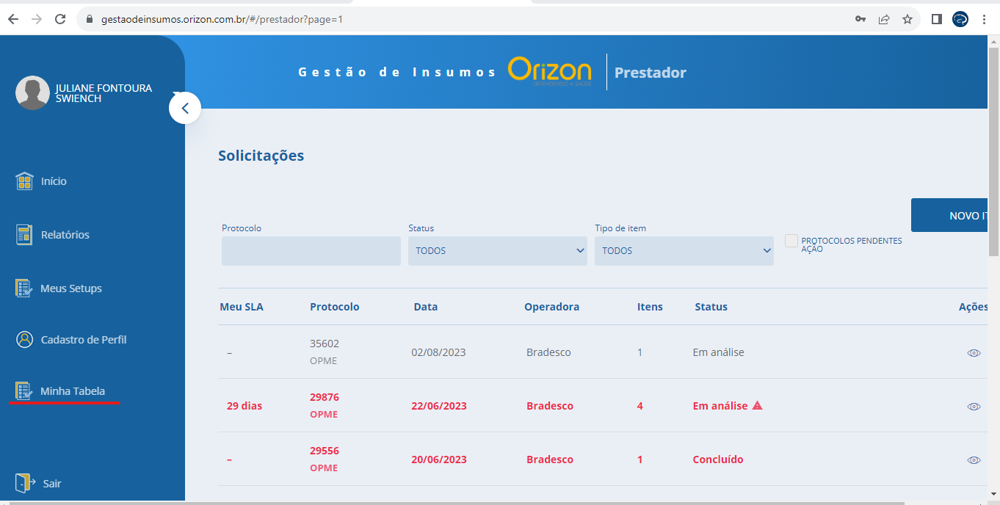 gestaodeinsumos.orizon.com.br/#/prestador?page=1
JULIANE FONTOURA
SWIENCH
Gestão de Insumos
Orizon
DEFENDENDO A SAÚDE
Prestador
Início
Relatórios
Meus Setups
Cadastro de Perfil
Minha Tabela
Sair
Solicitações
NOVO IT
Protocolo
Status
Tipo de item
TODOS
TODOS
PROTOCOLOS PENDENTES
AÇÃO
Meu SLA Protocolo Data Operadora Itens Status Ações
– 35602 02/08/2023 Bradesco 1 Em análise
OPME
29 dias 29876 22/06/2023 Bradesco 4 Em análise
OPME
– 29556 20/06/2023 Bradesco 1 Concluído
OPME